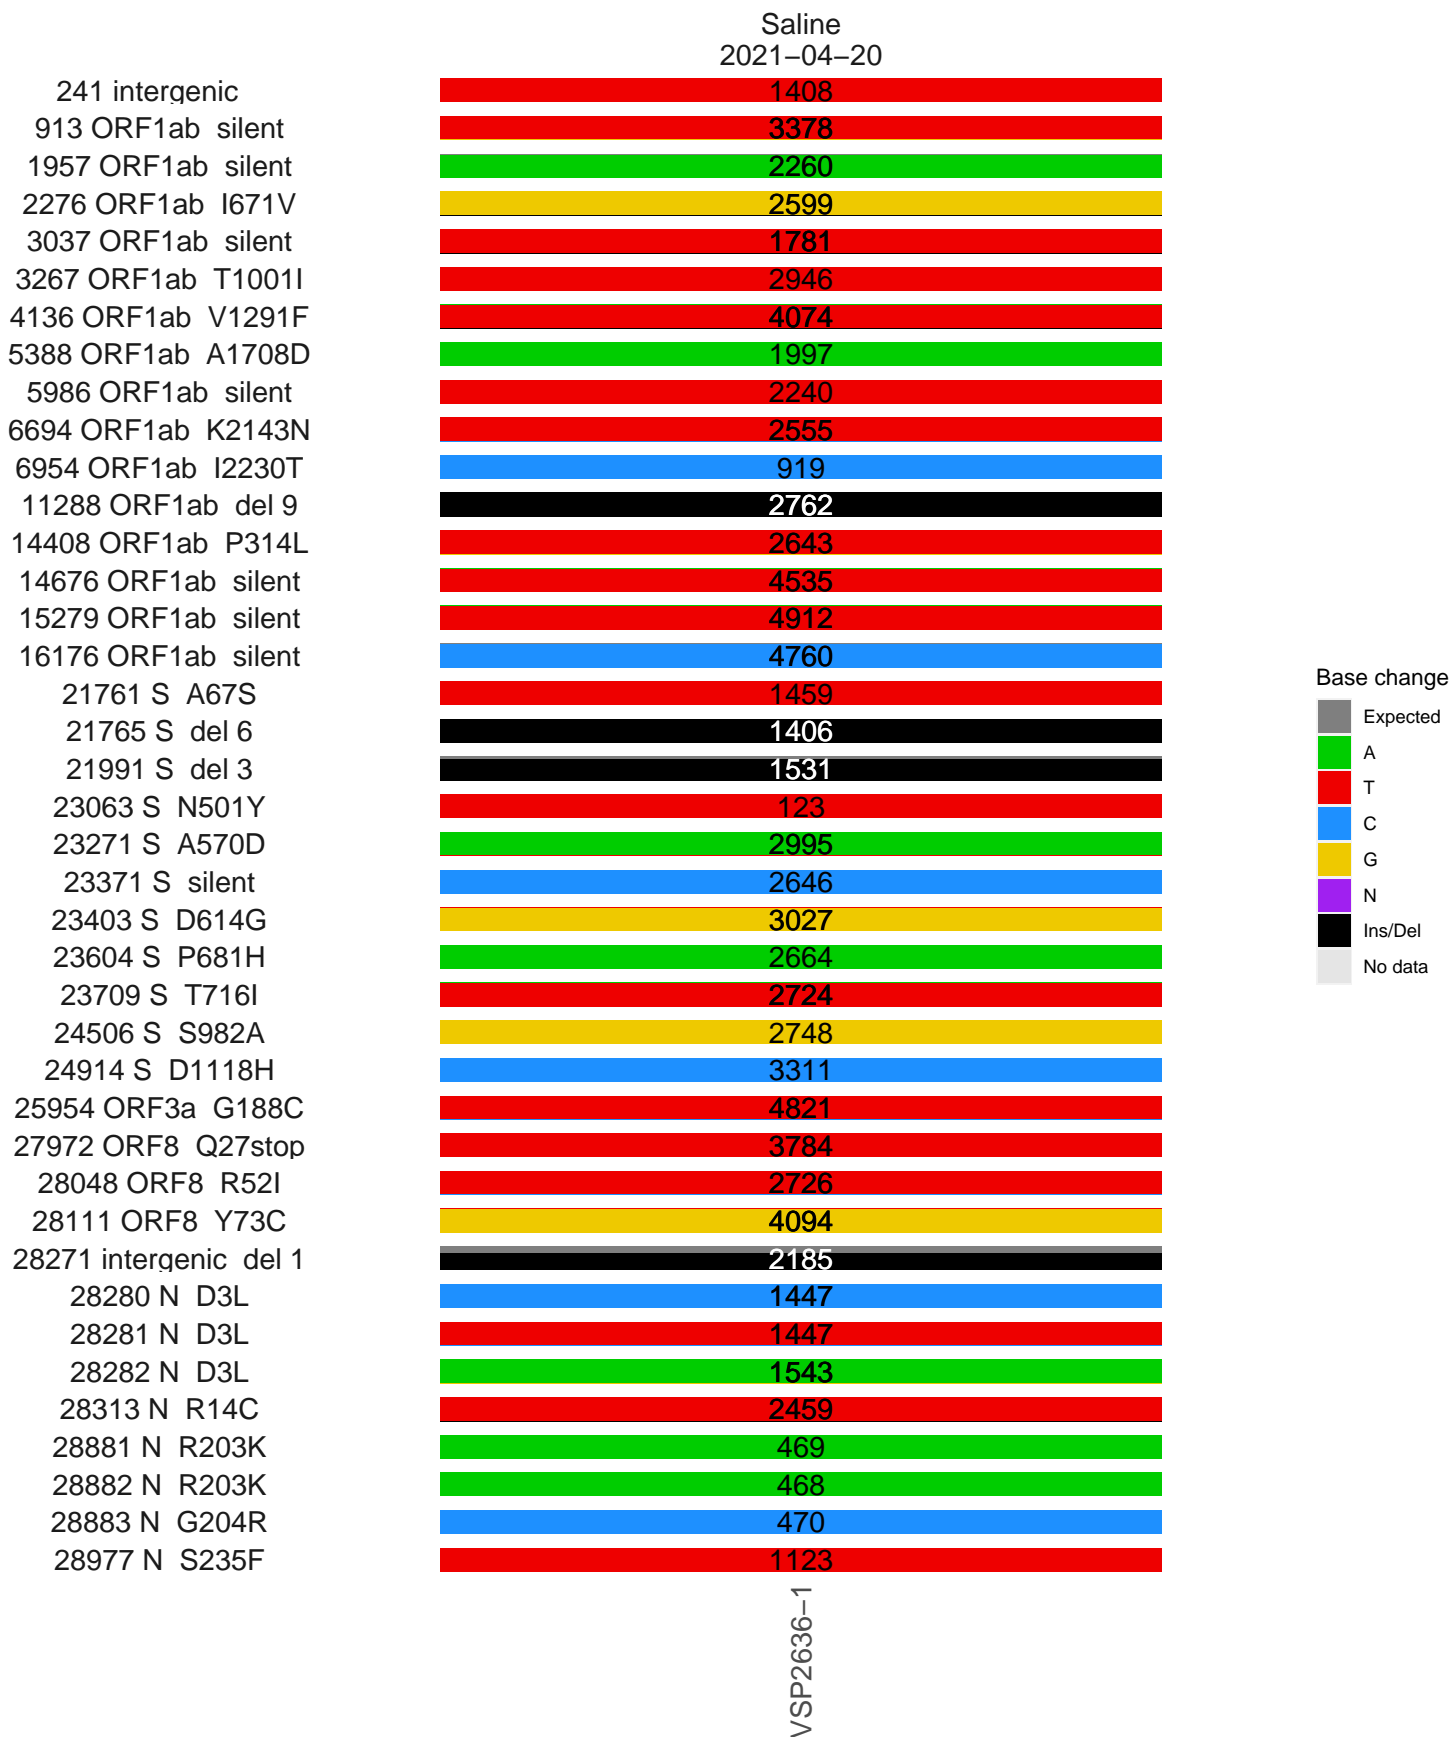 Saline
2021−04−20
241 intergenic 1408
913 ORF1ab silent 3378
1957 ORF1ab silent 2260
2276 ORF1ab I671V 2599
3037 ORF1ab silent 1781
3267 ORF1ab T1001I 2946
4136 ORF1ab V1291F 4074
5388 ORF1ab A1708D 1997
5986 ORF1ab silent 2240
6694 ORF1ab K2143N 2555
6954 ORF1ab I2230T 919
11288 ORF1ab del 9 2762
14408 ORF1ab P314L 2643
14676 ORF1ab silent 4535
15279 ORF1ab silent 4912
16176 ORF1ab silent 4760
21761 S A67S 1459
21765 S del 6 1406
21991 S del 3 1531
23063 S N501Y 123
23271 S A570D 2995
23371 S silent 2646
23403 S D614G 3027
23604 S P681H 2664
23709 S T716I 2724
24506 S S982A 2748
24914 S D1118H 3311
25954 ORF3a G188C 4821
27972 ORF8 Q27stop 3784
28048 ORF8 R52I 2726
28111 ORF8 Y73C 4094
28271 intergenic del 1 2185
28280 N D3L 1447
28281 N D3L 1447
28282 N D3L 1543
28313 N R14C 2459
28881 N R203K 469
28882 N R203K 468
28883 N G204R 470
28977 N S235F 1123
VSP2636−1
Base change
Expected
A
T
C
G
N
Ins/Del
No data